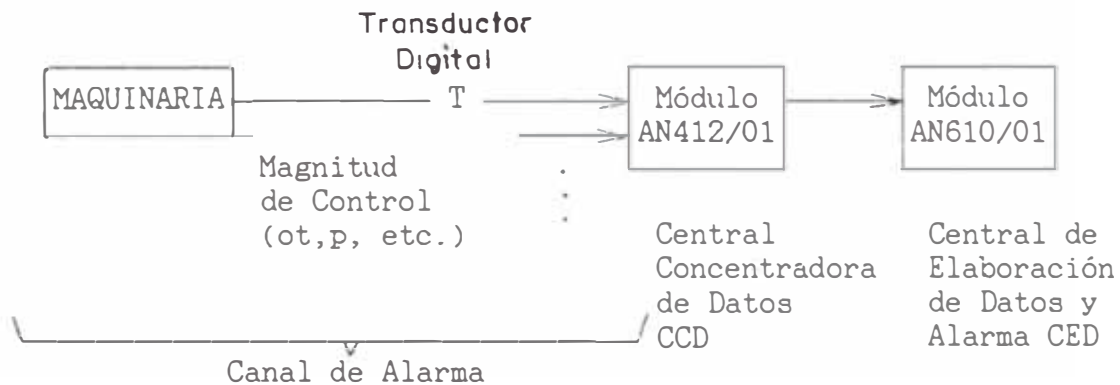 Transductor
Digital
MAQUINARIA
T
Módulo
AN412/01
Módulo
AN610/01
Magnitud
de Control
(ot,p, etc.)
Central
Concentradora
de Datos
CCD
Central de
Elaboración
de Datos y
Alarma CED
Canal de Alarma